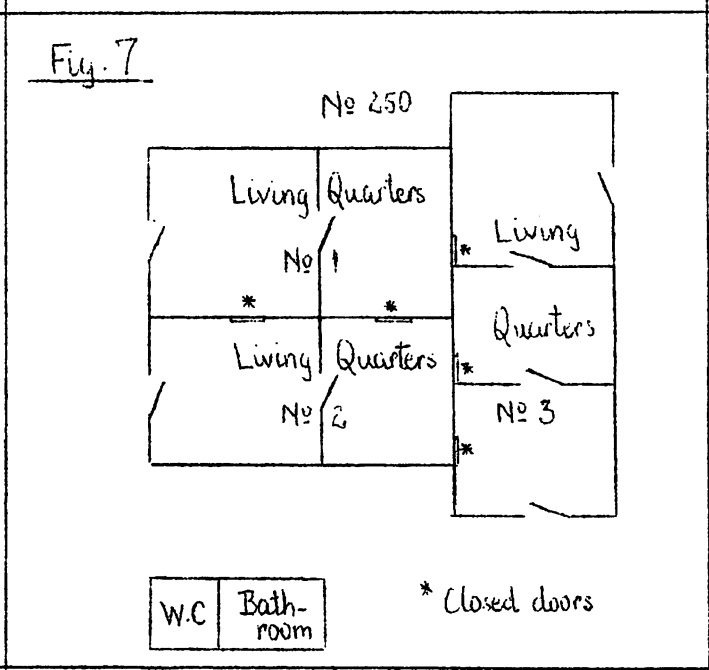 Fig. 7
Nº 250
Living Quarters
Nº 1
*
*
*
Living
Quarters
*
Living Quarters
Nº 2
Nº 3
*
W.C
Bath-
room
* Closed doors